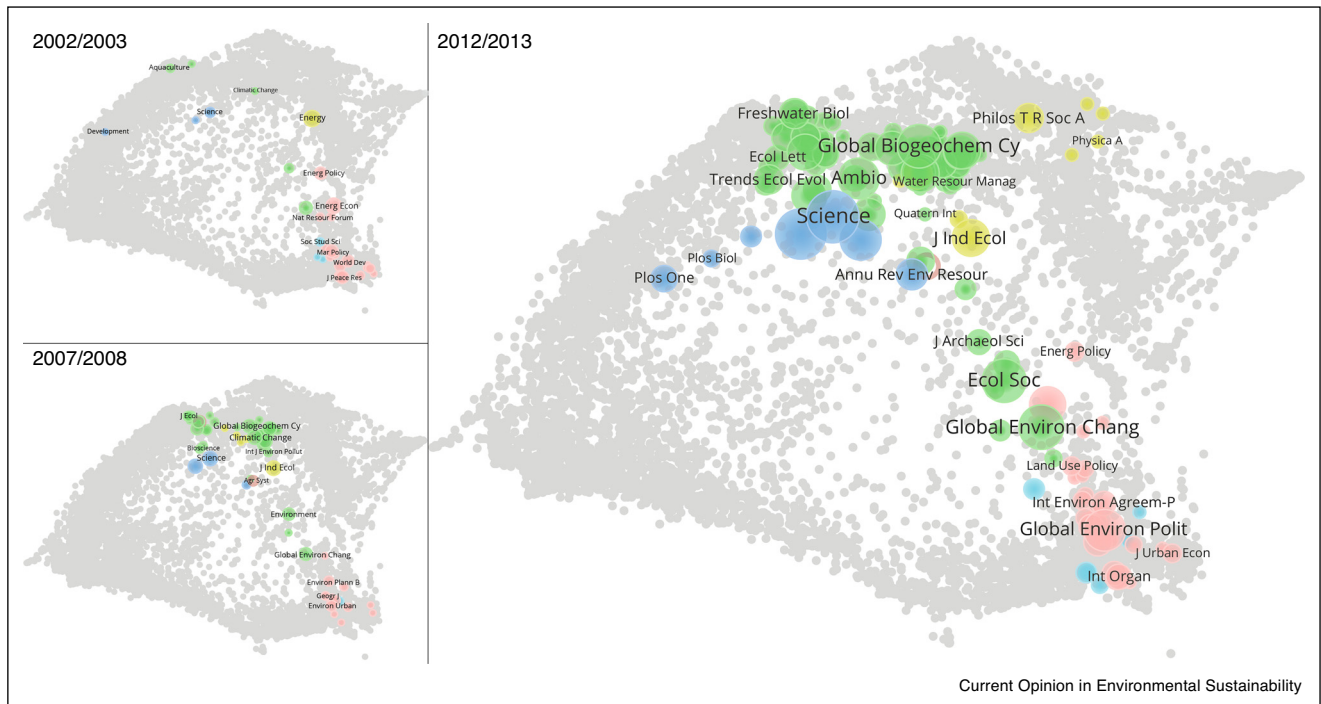 2002/2003
Aquaculture
Climatic Change
Science
Energy
Development
Energ Policy
Energ Econ
Nat Resour Forum
Soc Stud Sci
Mar Policy
World Dev
J Peace Res
2007/2008
J Ecol
Global Biogeochem Cy
Climatic Change
Bioscience
Int J Environ Pollut
Science
J Ind Ecol
Agr Syst
Environment
Global Environ Chang
Environ Plann B
Geogr J
Environ Urban
2012/2013
Freshwater Biol
Philos T R Soc A
Physica A
Global Biogeochem Cy
Ecol Lett
Trends Ecol Evol
Ambio
Water Resour Manag
Science
Quatern Int
J Ind Ecol
Plos Biol
Plos One
Annu Rev Env Resour
J Archaeol Sci
Energ Policy
Ecol Soc
Global Environ Chang
Land Use Policy
Int Environ Agreem-P
Global Environ Polit
J Urban Econ
Int Organ
Current Opinion in Environmental Sustainability